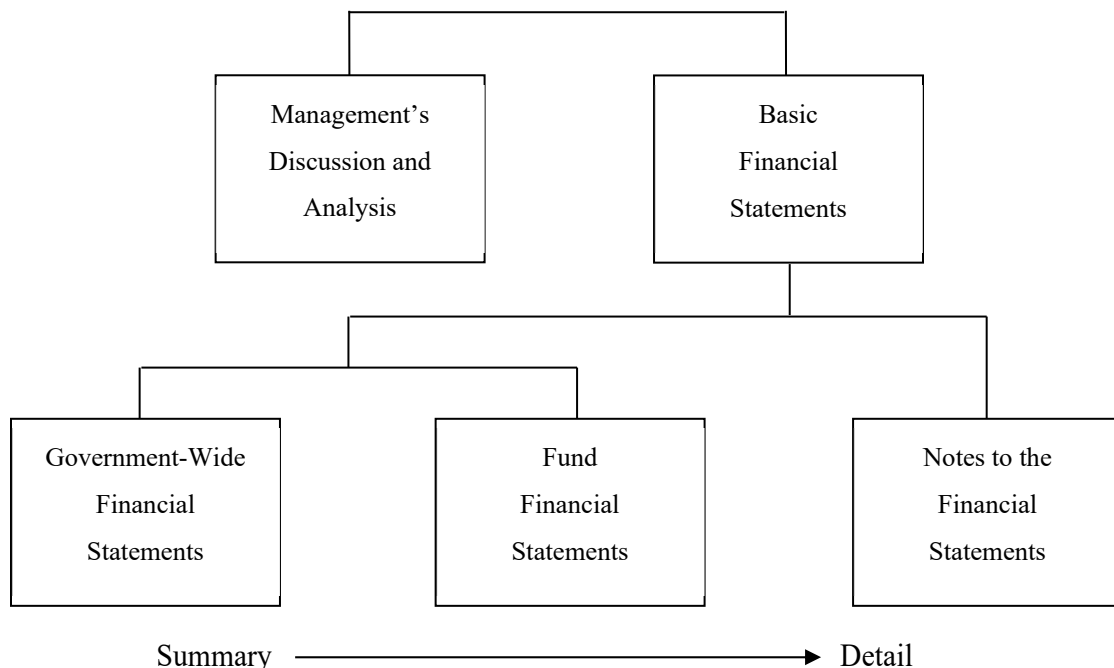 Management’s
Discussion and
Analysis
Basic
Financial
Statements
Government-Wide
Financial
Statements
Fund
Financial
Statements
Notes to the
Financial
Statements
Summary
Detail